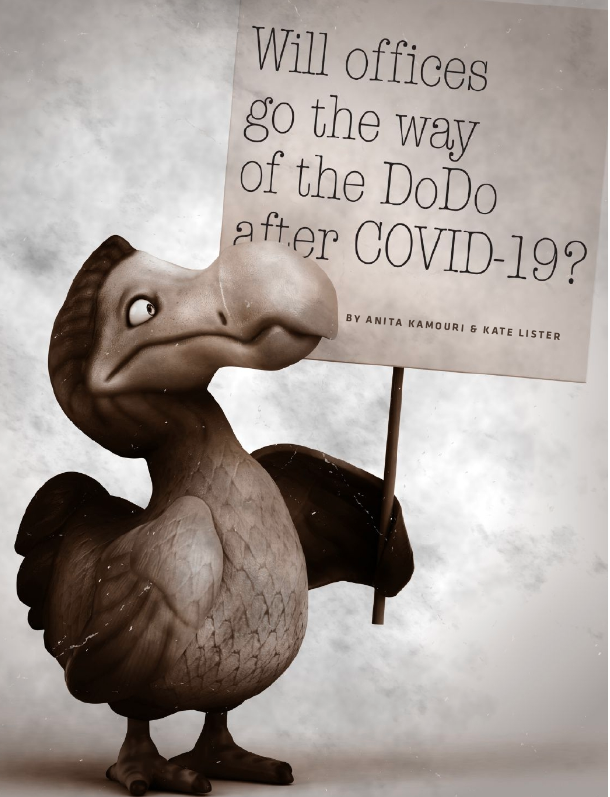 Will offices
go the way
of the DoDo
after COVID-19?
BY ANITA KAMOURI & KATE LISTER